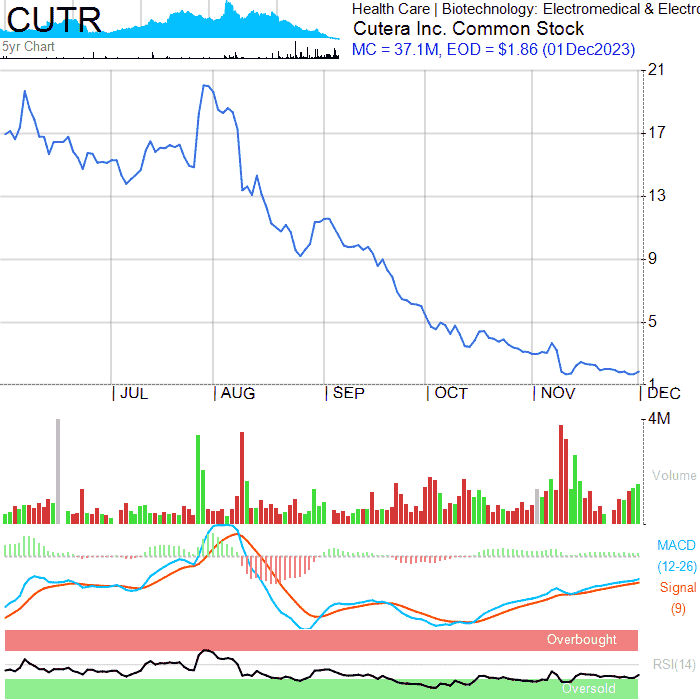 CUTR
5yr Chart
Health Care | Biotechnology: Electromedical & Electro
Cutera Inc. Common Stock
MC = 37.1M, EOD = $1.86 (01Dec2023)
21
17
13
9
5
1
| JUL | AUG | SEP | OCT | NOV | DEC
4M
Volume
MACD
(12-26)
Signal
(9)
Overbought
RSI(14)
Oversold